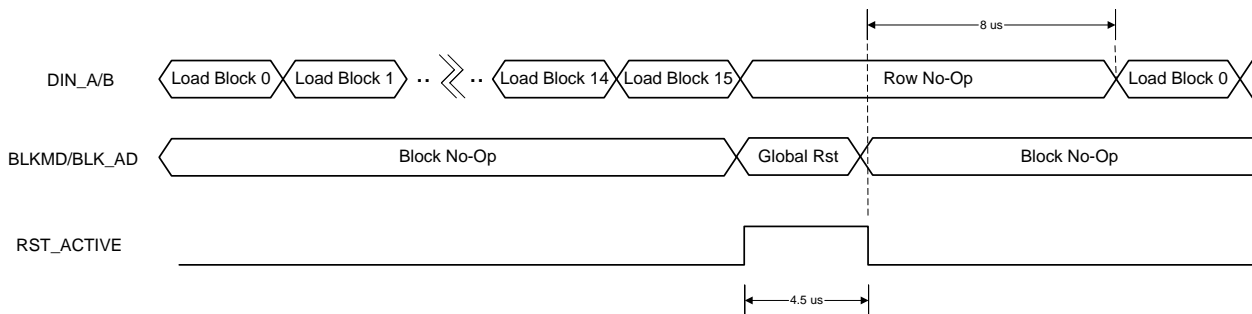 8 us
DIN_A/B
Load Block 0
Load Block 1
..
..
Load Block 14
Load Block 15
Row No-Op
Load Block 0
BLKMD/BLK_AD
Block No-Op
Global Rst
Block No-Op
RST_ACTIVE
4.5 us